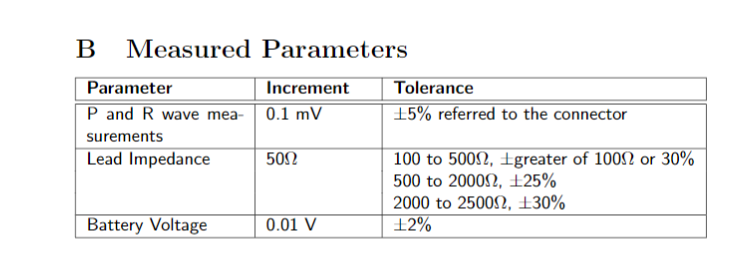 B Measured Parameters
Parameter Increment Tolerance
P and R wave mea- 0.1 mV ±5% referred to the connector
surements
Lead Impedance 50Ω 100 to 500Ω, ±greater of 100Ω or 30%
500 to 2000Ω, ±25%
2000 to 2500Ω, ±30%
Battery Voltage 0.01 V ±2%